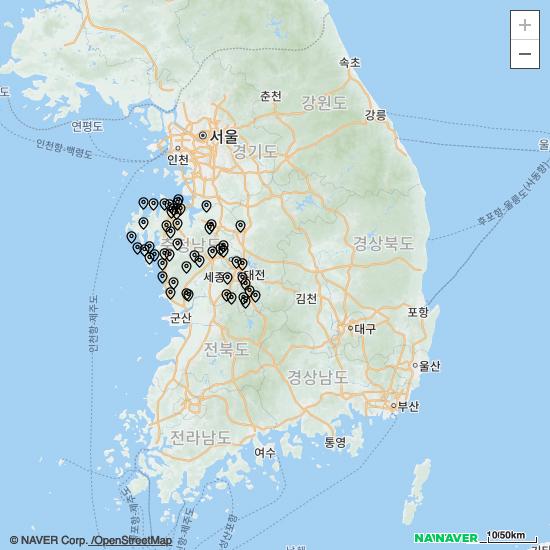 +
−
속초
춘천
강원도
강릉
도
연평도
서울
경기도
인천
인천항-백령도
울
후포항-울릉도(사동항)
경상북도
충청남도
세종
대전
김천
포항
인천항-제주도
군산
대구
전북도
경상남도
울산
부산
전라남도
통영
여수
© NAVER Corp. /OpenStreetMap
NAVER
10/50km